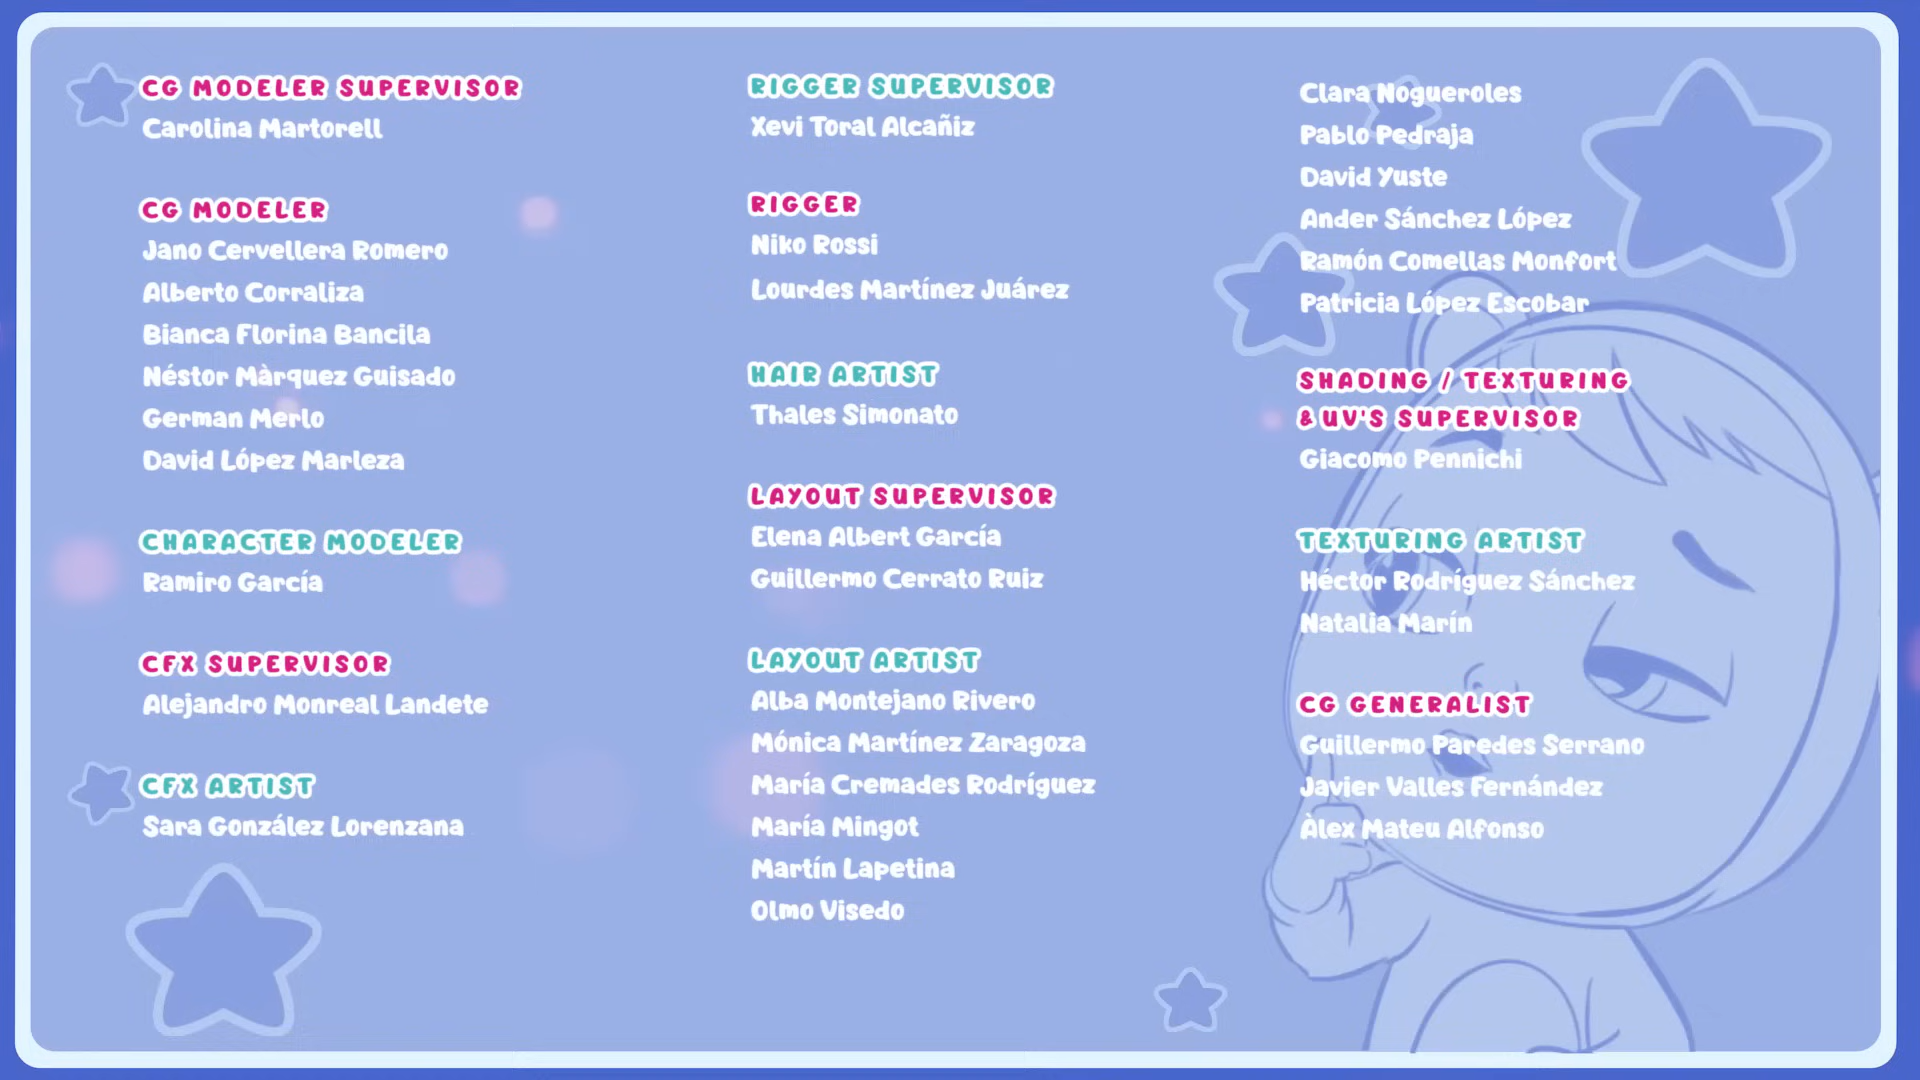 CG MODELER SUPERVISOR
Carolina Martorell
CG MODELER
Jano Cervellera Romero
Alberto Corraliza
Bianca Florina Bancila
Néstor Màrquez Guisado
German Merlo
David López Marleza
CHARACTER MODELER
Ramiro García
CFX SUPERVISOR
Alejandro Monreal Landete
CFX ARTIST
Sara González Lorenzana
RIGGER SUPERVISOR
Xevi Toral Alcañiz
RIGGER
Niko Rossi
Lourdes Martínez Juárez
HAIR ARTIST
Thales Simonato
LAYOUT SUPERVISOR
Elena Albert García
Guillermo Cerrato Ruiz
LAYOUT ARTIST
Alba Montejano Rivero
Mónica Martínez Zaragoza
María Cremades Rodríguez
María Mingot
Martín Lapetina
Olmo Visedo
Clara Nogueroles
Pablo Pedraja
David Yuste
Ander Sánchez López
Ramón Comellas Monfort
Patricia López Escobar
SHADING / TEXTURING
& UV'S SUPERVISOR
Giacomo Pennichi
TEXTURING ARTIST
Héctor Rodríguez Sánchez
Natalia Marín
CG GENERALIST
Guillermo Paredes Serrano
Javier Valles Fernández
Àlex Mateu Alfonso